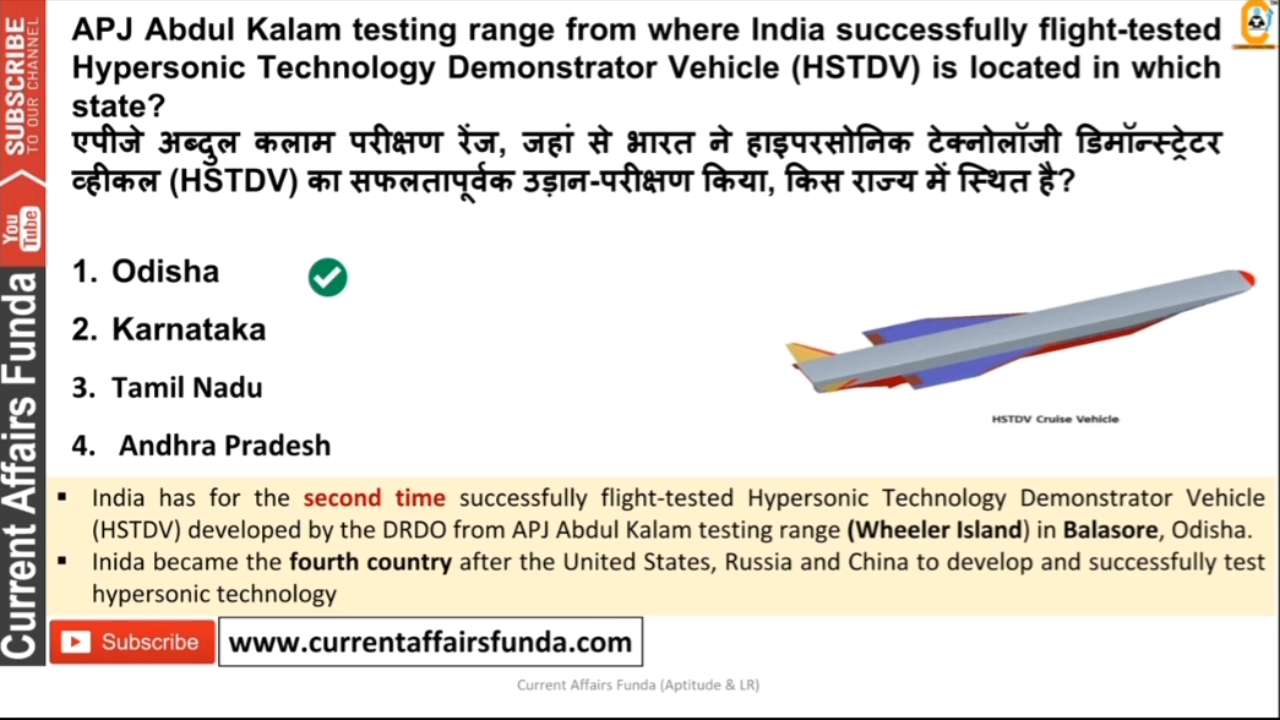 APJ Abdul Kalam testing range from where India successfully flight-tested
Hypersonic Technology Demonstrator Vehicle (HSTDV) is located in which
state?
एपीजे अब्दुल कलाम परीक्षण रेंज, जहां से भारत ने हाइपरसोनिक टेक्नोलॉजी डिमॉन्स्ट्रेटर
व्हीकल (HSTDV) का सफलतापूर्वक उड़ान-परीक्षण किया, किस राज्य में स्थित है?
1. Odisha
2. Karnataka
3. Tamil Nadu
4. Andhra Pradesh
HSTDV Cruise Vehicle
▪ India has for the second time successfully flight-tested Hypersonic Technology Demonstrator Vehicle
(HSTDV) developed by the DRDO from APJ Abdul Kalam testing range (Wheeler Island) in Balasore, Odisha.
▪ Inida became the fourth country after the United States, Russia and China to develop and successfully test
hypersonic technology
Subscribe
www.currentaffairsfunda.com
Current Affairs Funda (Aptitude & LR)
SUBSCRIBE
TO OUR CHANNEL
You
Tube
Current Affairs Funda